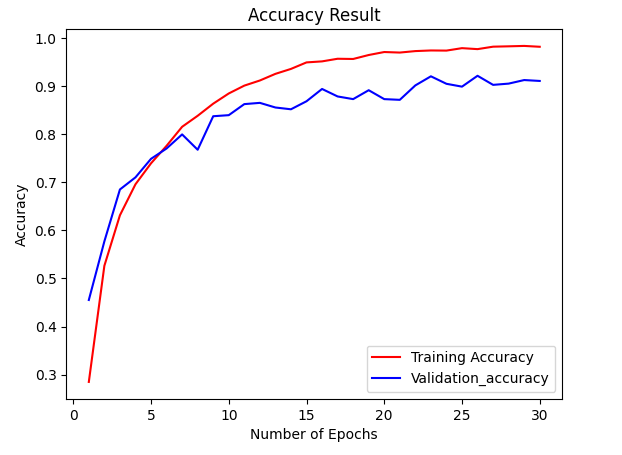 Accuracy Result
1.0
0.9
0.8
0.7
0.6
0.5
0.4
0.3
Accuracy
Training Accuracy
Validation_accuracy
0 5 10 15 20 25 30
Number of Epochs